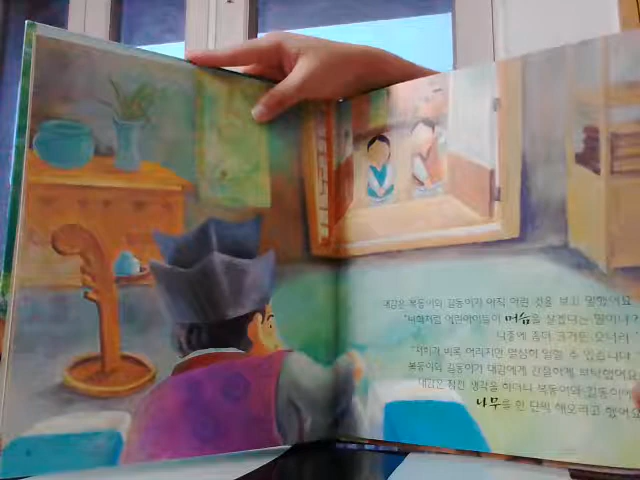 대감은 복동이와 길동이가 아직 어린 것을 보고 말했어요.
"너희처럼 어린아이들이 머슴을 살겠다는 말이냐?
나중에 좀더 크거든 오너라."
"저희가 비록 어리지만 열심히 일할 수 있습니다."
복동이와 길동이가 대감에게 간절하게 부탁했어요.
대감은 잠깐 생각을 하더니 복동이와 길동이에게
나무를 한 단씩 해오라고 했어요.